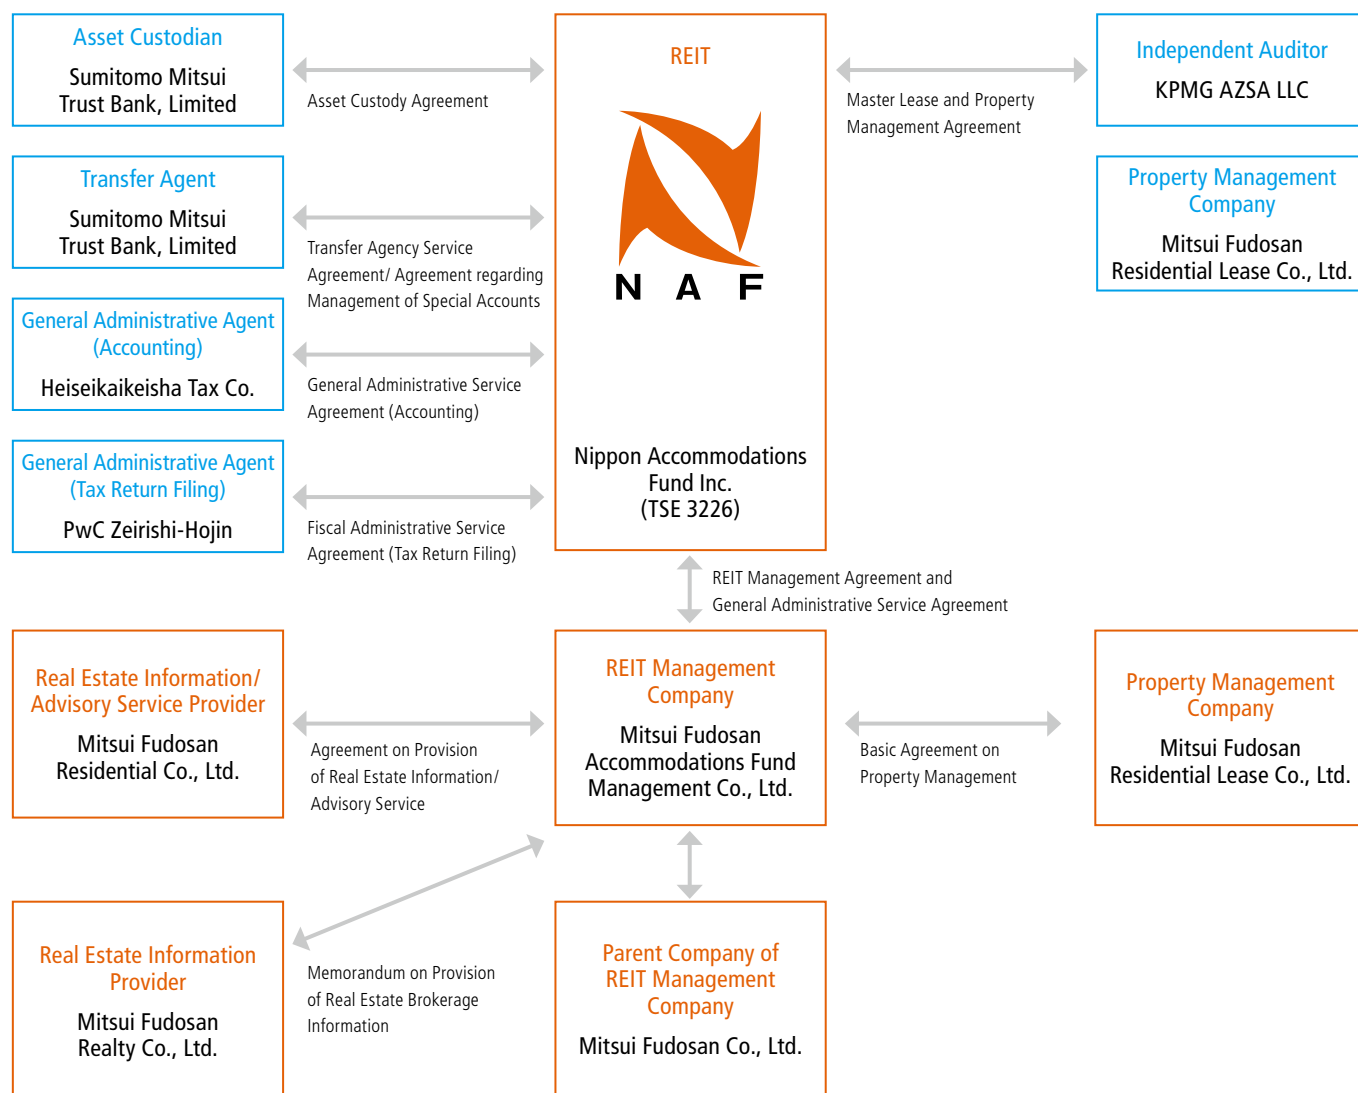 Asset Custodian
Sumitomo Mitsui
Trust Bank, Limited
Asset Custody Agreement
Transfer Agent
Sumitomo Mitsui
Trust Bank, Limited
Transfer Agency Service
Agreement/ Agreement regarding
Management of Special Accounts
General Administrative Agent
(Accounting)
Heiseikaikeisha Tax Co.
General Administrative Service
Agreement (Accounting)
General Administrative Agent
(Tax Return Filing)
PwC Zeirishi-Hojin
Fiscal Administrative Service
Agreement (Tax Return Filing)
REIT
NAF
Nippon Accommodations
Fund Inc.
(TSE 3226)
Master Lease and Property
Management Agreement
Independent Auditor
KPMG AZSA LLC
Property Management
Company
Mitsui Fudosan
Residential Lease Co., Ltd.
REIT Management Agreement and
General Administrative Service Agreement
Real Estate Information/
Advisory Service Provider
Mitsui Fudosan
Residential Co., Ltd.
Agreement on Provision
of Real Estate Information/
Advisory Service
REIT Management
Company
Mitsui Fudosan
Accommodations Fund
Management Co., Ltd.
Basic Agreement on
Property Management
Property Management
Company
Mitsui Fudosan
Residential Lease Co., Ltd.
Real Estate Information
Provider
Mitsui Fudosan
Realty Co., Ltd.
Memorandum on Provision
of Real Estate Brokerage
Information
Parent Company of
REIT Management
Company
Mitsui Fudosan Co., Ltd.